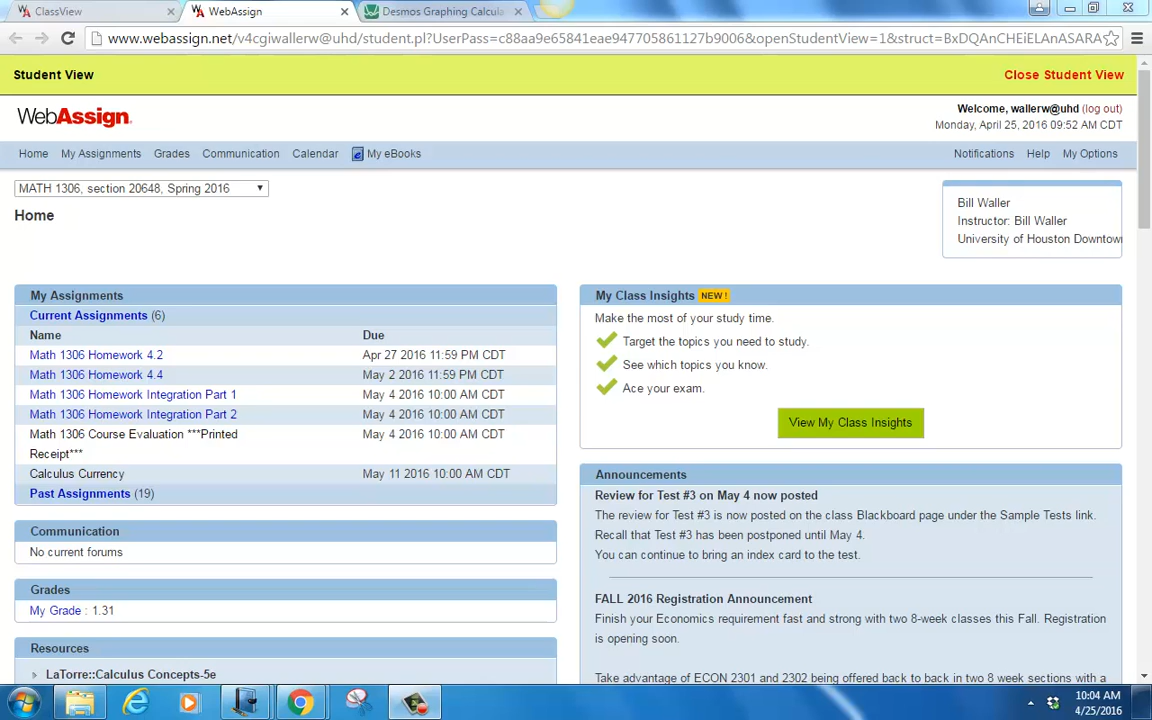 ClassView
WebAssign
Desmos Graphing Calcula
www.webassign.net/v4cgiwallerw@uhd/student.pl?UserPass=c88aa9e65841eae947705861127b9006&openStudentView=1&struct=BxDQAnCHEiELAnASARA
Student View
Close Student View
WebAssign
Welcome, wallerw@uhd (log out)
Monday, April 25, 2016 09:52 AM CDT
Home My Assignments Grades Communication Calendar My eBooks
Notifications Help My Options
MATH 1306, section 20648, Spring 2016
Home
Bill Waller
Instructor: Bill Waller
University of Houston Downtown
My Assignments
Current Assignments (6)
Name Due
Math 1306 Homework 4.2 Apr 27 2016 11:59 PM CDT
Math 1306 Homework 4.4 May 2 2016 11:59 PM CDT
Math 1306 Homework Integration Part 1 May 4 2016 10:00 AM CDT
Math 1306 Homework Integration Part 2 May 4 2016 10:00 AM CDT
Math 1306 Course Evaluation ***Printed May 4 2016 10:00 AM CDT
Receipt***
Calculus Currency May 11 2016 10:00 AM CDT
Past Assignments (19)
Communication
No current forums
Grades
My Grade : 1.31
Resources
LaTorre::Calculus Concepts-5e
My Class Insights NEW !
Make the most of your study time.
Target the topics you need to study.
See which topics you know.
Ace your exam.
View My Class Insights
Announcements
Review for Test #3 on May 4 now posted
The review for Test #3 is now posted on the class Blackboard page under the Sample Tests link.
Recall that Test #3 has been postponed until May 4.
You can continue to bring an index card to the test.
FALL 2016 Registration Announcement
Finish your Economics requirement fast and strong with two 8-week classes this Fall. Registration
is opening soon.
Take advantage of ECON 2301 and 2302 being offered back to back in two 8 week sections with a
10:04 AM
4/25/2016